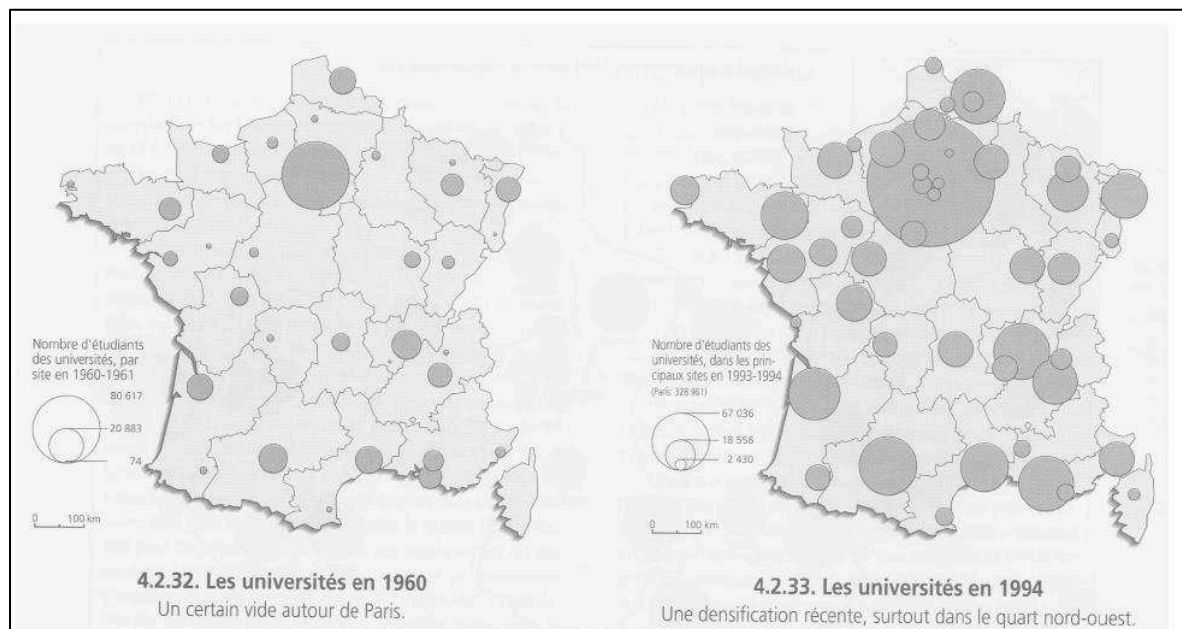 Nombre d'étudiants
des universités, par
site en 1960-1961
80 617
20 883
74
0 100 km
4.2.32. Les universités en 1960
Un certain vide autour de Paris.
Nombre d'étudiants des
universités, dans les prin-
cipaux sites en 1993-1994
(Paris: 328 961)
67 036
18 556
2 430
0 100 km
4.2.33. Les universités en 1994
Une densification récente, surtout dans le quart nord-ouest.